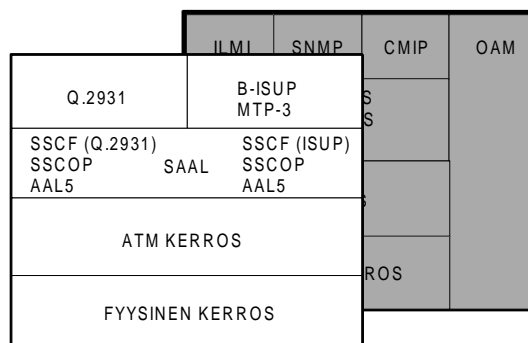 ILMI SNMP CMIP OAM
Q.2931
B-ISUP
MTP-3
S
S
SSCF (Q.2931) SSCF (ISUP)
SSCOP SAAL SSCOP
AAL5 AAL5
S
ATM KERROS
ROS
FYYSINEN KERROS